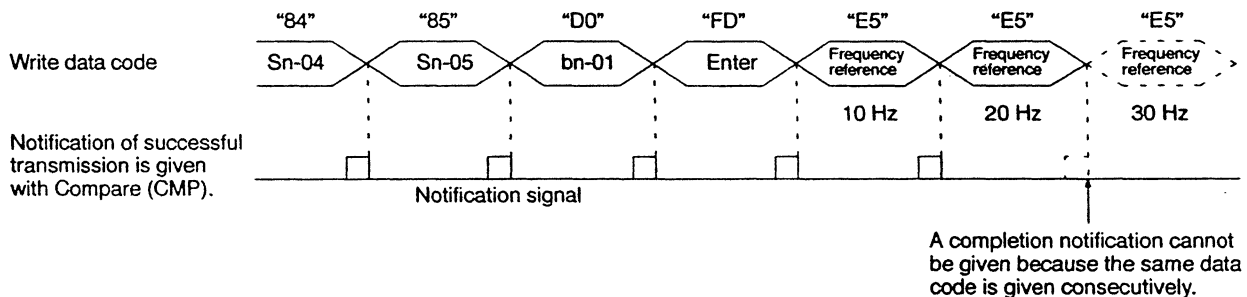 “84” “85” “D0” “FD” “E5” “E5” “E5”
Write data code
Sn-04 Sn-05 bn-01 Enter Frequency reference Frequency reference Frequency reference
10 Hz 20 Hz 30 Hz
Notification of successful
transmission is given
with Compare (CMP).
Notification signal
A completion notification cannot
be given because the same data
code is given consecutively.